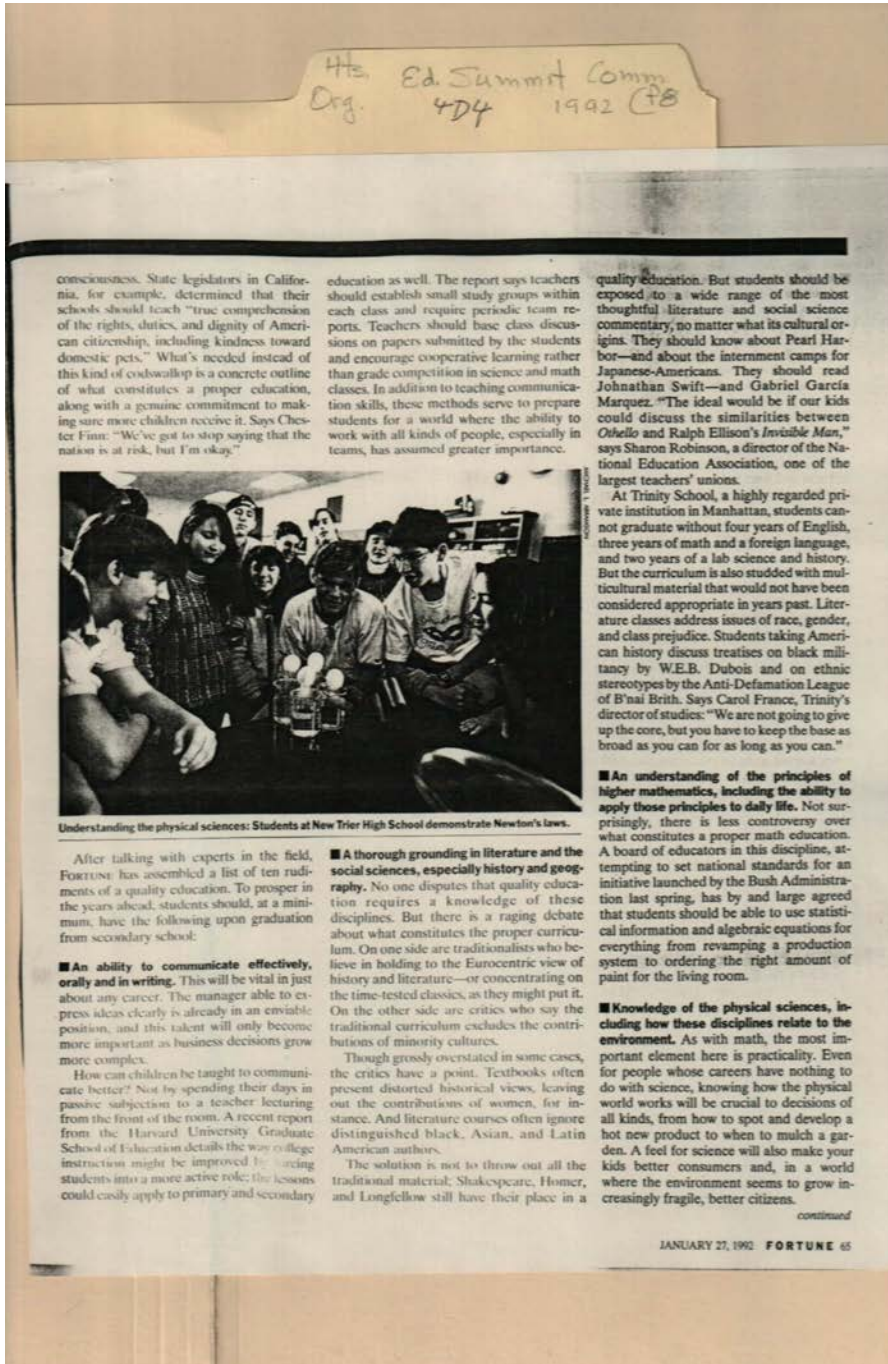 Hts. Ed. Summit Comm
Org. 4D4 1992 (P8
consciousness. State legislators in Califor-
nia, for example, determined that their
schools should teach "true comprehension
of the rights, duties, and dignity of Ameri-
can citizenship, including kindness toward
domestic pets." What's needed instead of
this kind of codswallop is a concrete outline
of what constitutes a proper education,
along with a genuine commitment to mak-
ing sure more children receive it. Says Ches-
ter Finn: "We've got to stop saying that the
nation is at risk, but I'm okay."
Understanding the physical sciences: Students at New Trier High School demonstrate Newton's laws.
After talking with experts in the field,
FORTUNE has assembled a list of ten rudi-
ments of a quality education. To prosper in
the years ahead, students should, at a mini-
mum, have the following upon graduation
from secondary school:
■ An ability to communicate effectively,
orally and in writing. This will be vital in just
about any career. The manager able to ex-
press ideas clearly is already in an enviable
position, and this talent will only become
more important as business decisions grow
more complex.
How can children be taught to communi-
cate better? Not by spending their days in
passive subjection to a teacher lecturing
from the front of the room. A recent report
from the Harvard University Graduate
School of Education details the way college
instruction might be improved by forcing
students into a more active role; the lessons
could easily apply to primary and secondary
education as well. The report says teachers
should establish small study groups within
each class and require periodic team re-
ports. Teachers should base class discus-
sions on papers submitted by the students
and encourage cooperative learning rather
than grade competition in science and math
classes. In addition to teaching communica-
tion skills, these methods serve to prepare
students for a world where the ability to
work with all kinds of people, especially in
teams, has assumed greater importance.
■ A thorough grounding in literature and the
social sciences, especially history and geog-
raphy. No one disputes that quality educa-
tion requires a knowledge of these
disciplines. But there is a raging debate
about what constitutes the proper curricu-
lum. On one side are traditionalists who be-
lieve in holding to the Eurocentric view of
history and literature—or concentrating on
the time-tested classics, as they might put it.
On the other side are critics who say the
traditional curriculum excludes the contri-
butions of minority cultures.
Though grossly overstated in some cases,
the critics have a point. Textbooks often
present distorted historical views, leaving
out the contributions of women, for in-
stance. And literature courses often ignore
distinguished black, Asian, and Latin
American authors.
The solution is not to throw out all the
traditional material; Shakespeare, Homer,
and Longfellow still have their place in a
quality education. But students should be
exposed to a wide range of the most
thoughtful literature and social science
commentary, no matter what its cultural or-
igins. They should know about Pearl Har-
bor—and about the internment camps for
Japanese-Americans. They should read
Johnathan Swift—and Gabriel García
Marquez. "The ideal would be if our kids
could discuss the similarities between
Othello and Ralph Ellison's Invisible Man,"
says Sharon Robinson, a director of the Na-
tional Education Association, one of the
largest teachers' unions.
At Trinity School, a highly regarded pri-
vate institution in Manhattan, students can-
not graduate without four years of English,
three years of math and a foreign language,
and two years of a lab science and history.
But the curriculum is also studded with mul-
ticultural material that would not have been
considered appropriate in years past. Liter-
ature classes address issues of race, gender,
and class prejudice. Students taking Ameri-
can history discuss treatises on black mili-
tancy by W.E.B. Dubois and on ethnic
stereotypes by the Anti-Defamation League
of B'nai Brith. Says Carol France, Trinity's
director of studies: "We are not going to give
up the core, but you have to keep the base as
broad as you can for as long as you can."
■ An understanding of the principles of
higher mathematics, including the ability to
apply those principles to daily life. Not sur-
prisingly, there is less controversy over
what constitutes a proper math education.
A board of educators in this discipline, at-
tempting to set national standards for an
initiative launched by the Bush Administra-
tion last spring, has by and large agreed
that students should be able to use statisti-
cal information and algebraic equations for
everything from revamping a production
system to ordering the right amount of
paint for the living room.
■ Knowledge of the physical sciences, in-
cluding how these disciplines relate to the
environment. As with math, the most im-
portant element here is practicality. Even
for people whose careers have nothing to
do with science, knowing how the physical
world works will be crucial to decisions of
all kinds, from how to spot and develop a
hot new product to when to mulch a gar-
den. A feel for science will also make your
kids better consumers and, in a world
where the environment seems to grow in-
creasingly fragile, better citizens.
continued
JANUARY 27, 1992 FORTUNE 65